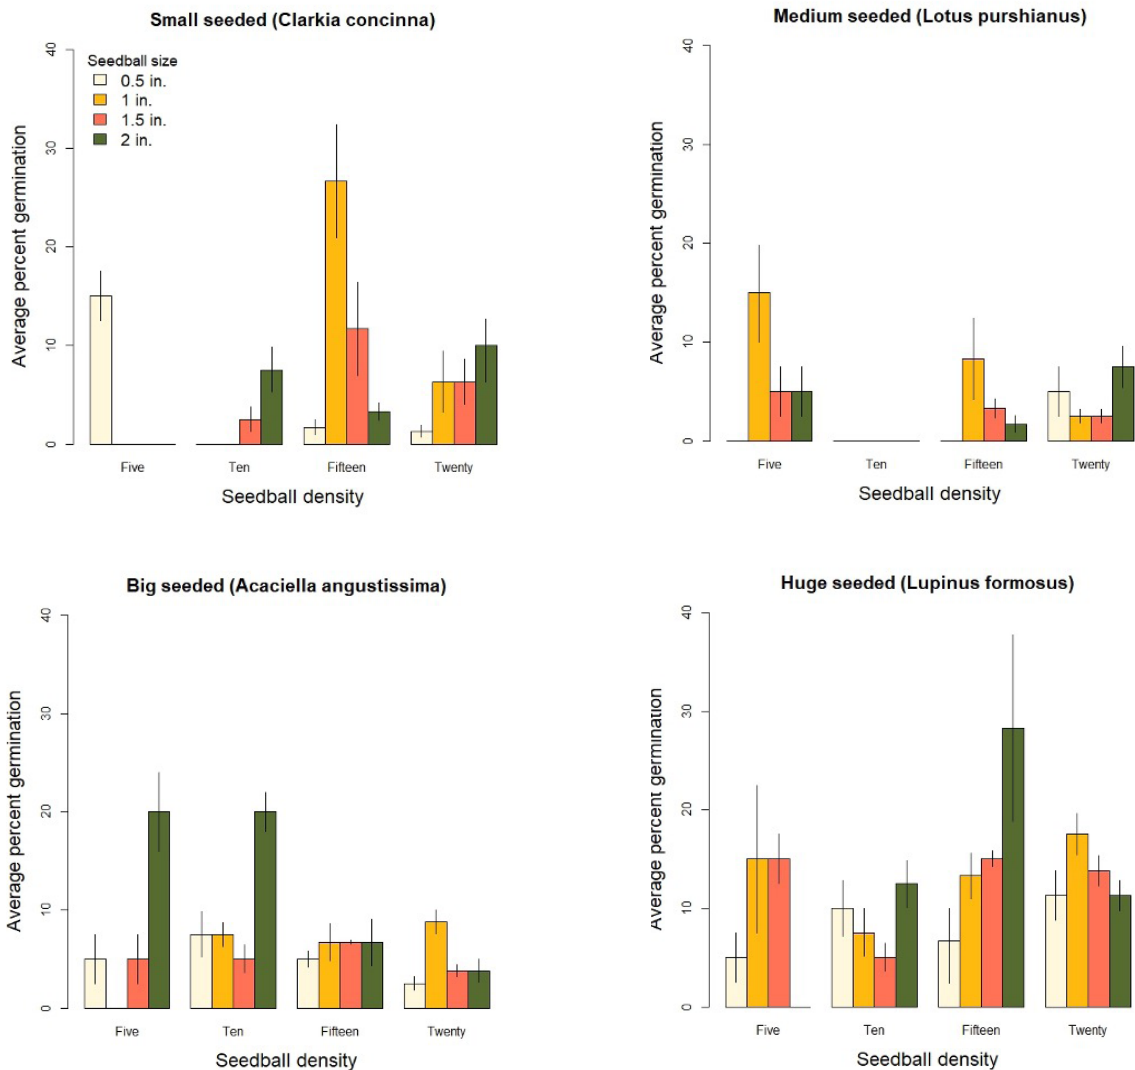 Small seeded (Clarkia concinna)
Average percent germination
40
30
20
10
0
Seedball size
0.5 in.
1 in.
1.5 in.
2 in.
Five Ten Fifteen Twenty
Seedball density
Medium seeded (Lotus purshianus)
Average percent germination
40
30
20
10
0
Five Ten Fifteen Twenty
Seedball density
Big seeded (Acaciella angustissima)
Average percent germination
40
30
20
10
0
Five Ten Fifteen Twenty
Seedball density
Huge seeded (Lupinus formosus)
Average percent germination
40
30
20
10
0
Five Ten Fifteen Twenty
Seedball density